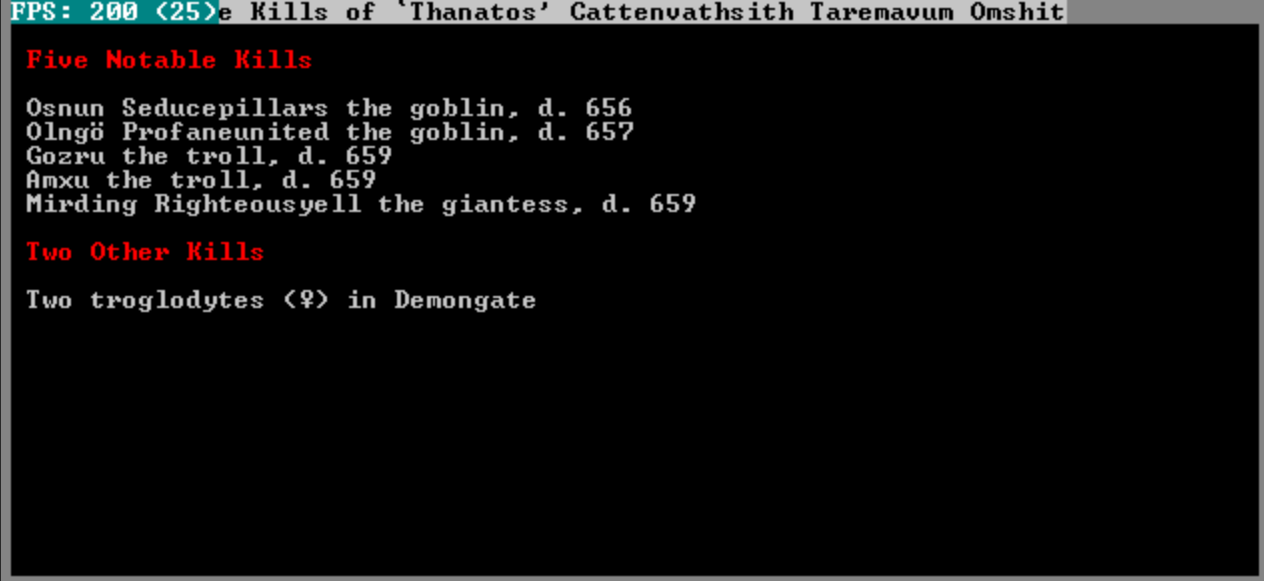 FPS: 200 (25)e Kills of `Thanatos' Cattenvathsith Taremavum Omshit
Five Notable Kills
Osnun Seducepillars the goblin, d. 656
Olngö Profaneunited the goblin, d. 657
Gozru the troll, d. 659
Amxu the troll, d. 659
Mirding Righteousyell the giantess, d. 659
Two Other Kills
Two troglodytes (♀) in Demongate